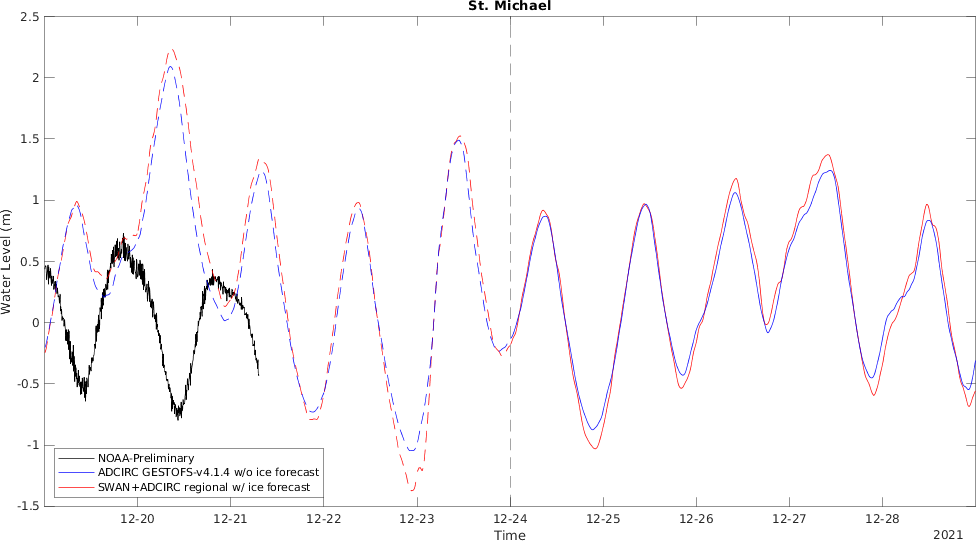 St. Michael
2.5
2
1.5
1
0.5
0
-0.5
-1
-1.5
Water Level (m)
NOAA-Preliminary
ADCIRC GESTOFS-v4.1.4 w/o ice forecast
SWAN+ADCIRC regional w/ ice forecast
12-20 12-21 12-22 12-23 12-24 12-25 12-26 12-27 12-28
Time
2021